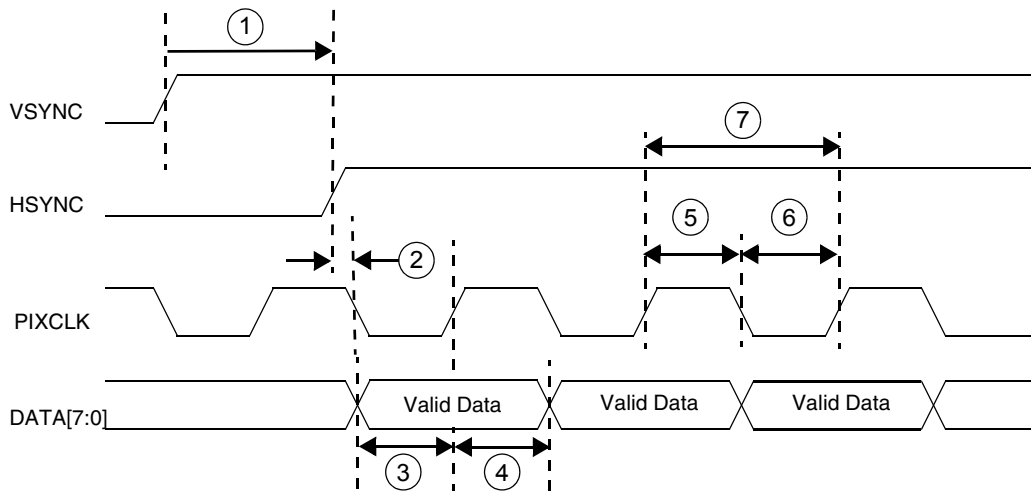 1
VSYNC
7
HSYNC
5
6
2
PIXCLK
DATA[7:0]
Valid Data
Valid Data
Valid Data
3
4